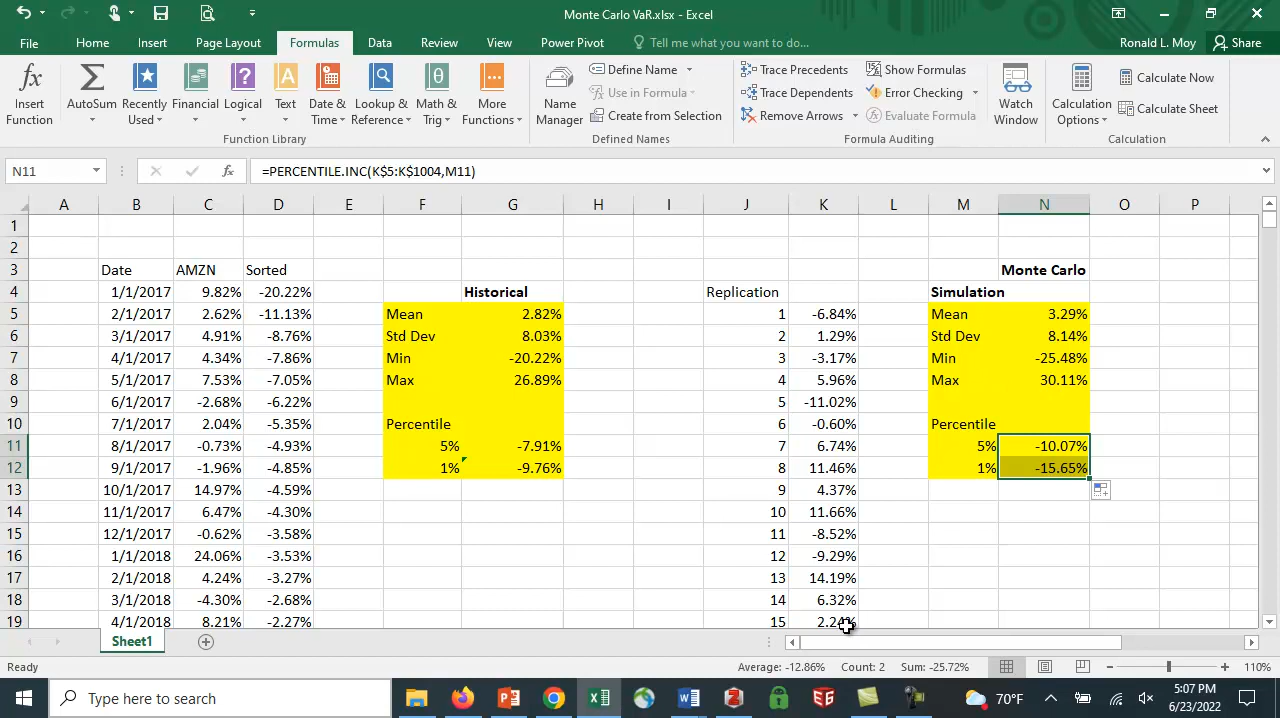 Monte Carlo VaR.xlsx - Excel
File Home Insert Page Layout Formulas Data Review View Power Pivot Tell me what you want to do... Ronald L. Moy Share
Insert Function
AutoSum
Recently Used
Financial
Logical
Text
Date & Time
Lookup & Reference
Math & Trig
More Functions
Function Library
Name Manager
Define Name
Use in Formula
Create from Selection
Defined Names
Trace Precedents
Trace Dependents
Remove Arrows
Show Formulas
Error Checking
Evaluate Formula
Formula Auditing
Watch Window
Calculation Options
Calculate Now
Calculate Sheet
Calculation
N11 fx =PERCENTILE.INC(K$5:K$1004,M11)
A B C D E F G H I J K L M N O P
1
2
3 Date AMZN Sorted Monte Carlo
4 1/1/2017 9.82% -20.22% Historical Replication Simulation
5 2/1/2017 2.62% -11.13% Mean 2.82% 1 -6.84% Mean 3.29%
6 3/1/2017 4.91% -8.76% Std Dev 8.03% 2 1.29% Std Dev 8.14%
7 4/1/2017 4.34% -7.86% Min -20.22% 3 -3.17% Min -25.48%
8 5/1/2017 7.53% -7.05% Max 26.89% 4 5.96% Max 30.11%
9 6/1/2017 -2.68% -6.22% 5 -11.02%
10 7/1/2017 2.04% -5.35% Percentile 6 -0.60% Percentile
11 8/1/2017 -0.73% -4.93% 5% -7.91% 7 6.74% 5% -10.07%
12 9/1/2017 -1.96% -4.85% 1% -9.76% 8 11.46% 1% -15.65%
13 10/1/2017 14.97% -4.59% 9 4.37%
14 11/1/2017 6.47% -4.30% 10 11.66%
15 12/1/2017 -0.62% -3.58% 11 -8.52%
16 1/1/2018 24.06% -3.53% 12 -9.29%
17 2/1/2018 4.24% -3.27% 13 14.19%
18 3/1/2018 -4.30% -2.68% 14 6.32%
19 4/1/2018 8.21% -2.27% 15
Sheet1
Ready Average: -12.86% Count: 2 Sum: -25.72% 110%
Type here to search 70°F 5:07 PM
6/23/2022